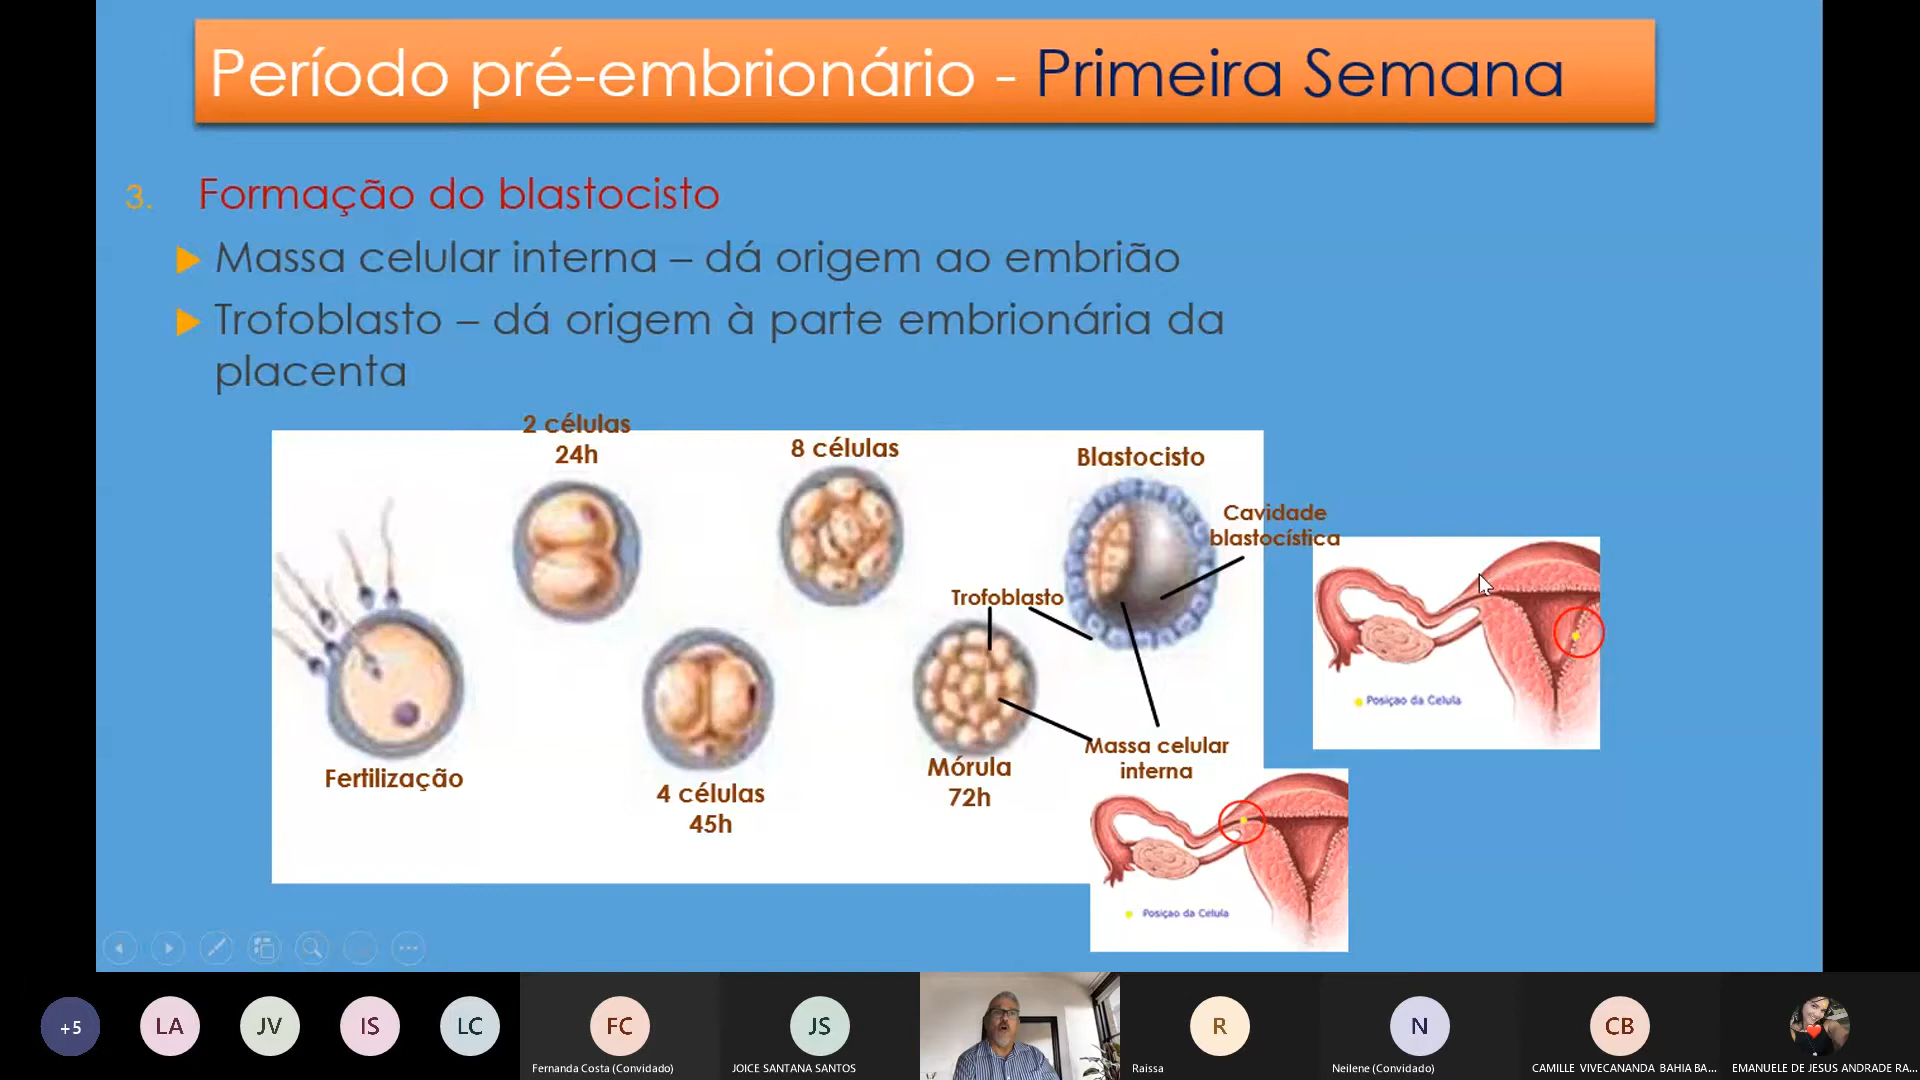 Período pré-embrionário - Primeira Semana
3. Formação do blastocisto
Massa celular interna – dá origem ao embrião
Trofoblasto – dá origem à parte embrionária da
placenta
2 células
24h
8 células
Blastocisto
Cavidade
blastocística
Trofoblasto
Massa celular
interna
Fertilização
4 células
45h
Mórula
72h
Posiçao da Celula
Posiçao da Celula
+5
LA
JV
IS
LC
FC
JS
R
N
CB
Fernanda Costa (Convidado)
JOICE SANTANA SANTOS
Raissa
Neilene (Convidado)
CAMILLE VIVECANANDA BAHIA BA...
EMANUELE DE JESUS ANDRADE RA...